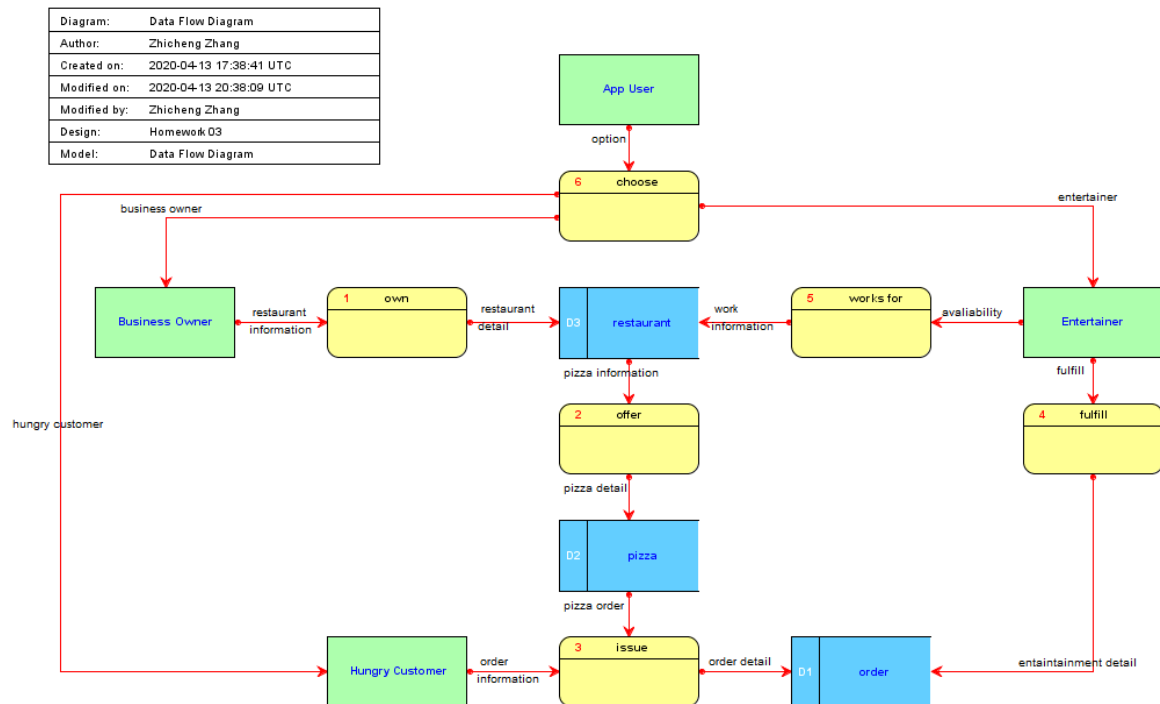 Diagram: Data Flow Diagram
Author: Zhicheng Zhang
Created on: 2020-04-13 17:38:41 UTC
Modified on: 2020-04-13 20:38:09 UTC
Modified by: Zhicheng Zhang
Design: Homework 03
Model: Data Flow Diagram
App User
option
6 choose
business owner
entertainer
Business Owner
restaurant
information
1 own
restaurant
detail
D3 restaurant
work
information
5 works for
avaliability
Entertainer
pizza information
fulfill
2 offer
4 fulfill
hungry customer
pizza detail
D2 pizza
pizza order
Hungry Customer
order
information
3 issue
order detail
D1 order
entaintainment detail